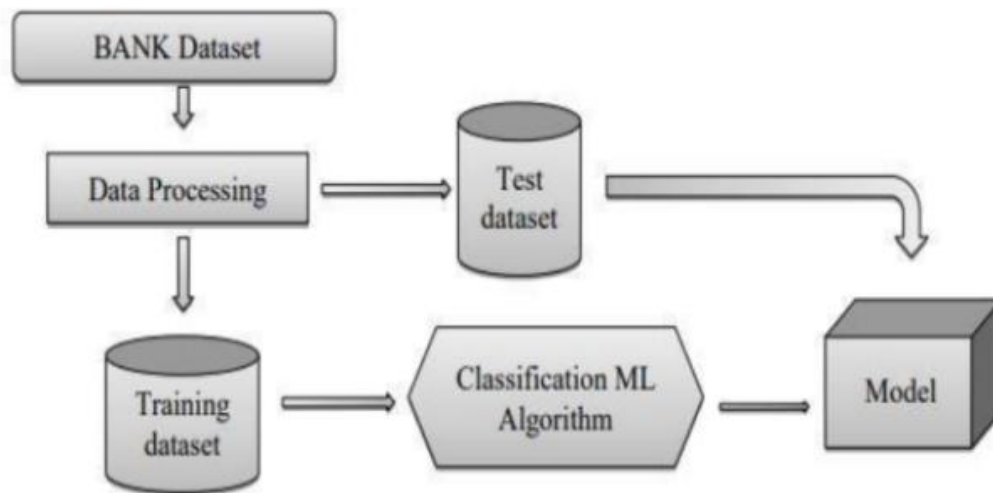 BANK Dataset
Data Processing
Test
dataset
Training
dataset
Classification ML
Algorithm
Model